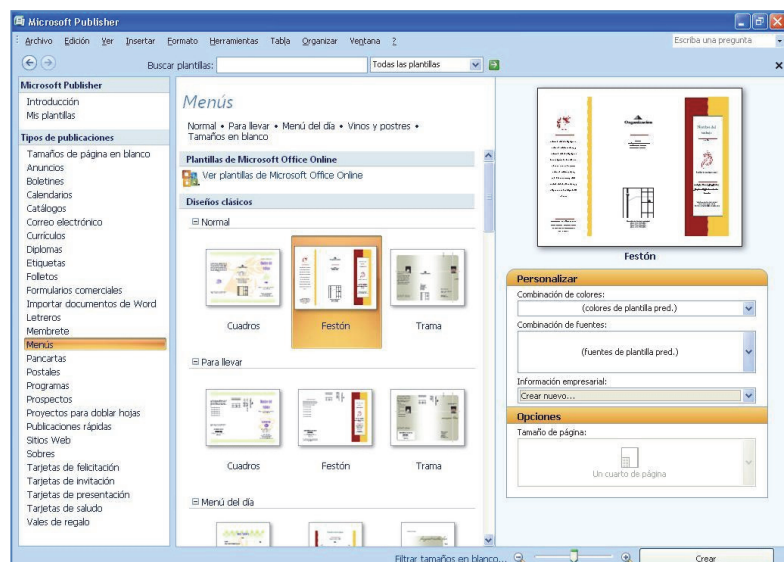 Microsoft Publisher
Archivo Edición Ver Insertar Formato Herramientas Tabla Organizar Ventana ?
Escriba una pregunta
Buscar plantillas: Todas las plantillas
Microsoft Publisher
Introducción
Mis plantillas
Tipos de publicaciones
Tamaños de página en blanco
Anuncios
Boletines
Calendarios
Catálogos
Correo electrónico
Currículos
Diplomas
Etiquetas
Folletos
Formularios comerciales
Importar documentos de Word
Letreros
Membrete
Menús
Pancartas
Postales
Programas
Prospectos
Proyectos para doblar hojas
Publicaciones rápidas
Sitios Web
Sobres
Tarjetas de felicitación
Tarjetas de invitación
Tarjetas de presentación
Tarjetas de saludo
Vales de regalo
Menús
Normal • Para llevar • Menú del día • Vinos y postres •
Tamaños en blanco
Plantillas de Microsoft Office Online
Ver plantillas de Microsoft Office Online
Diseños clásicos
Normal
Cuadros Festón Trama
Para llevar
Cuadros Festón Trama
Menú del día
Organización
Festón
Personalizar
Combinación de colores:
(colores de plantilla pred.)
Combinación de fuentes:
(fuentes de plantilla pred.)
Información empresarial:
Crear nuevo...
Opciones
Tamaño de página:
Un cuarto de página
Filtrar tamaños en blanco...
Crear